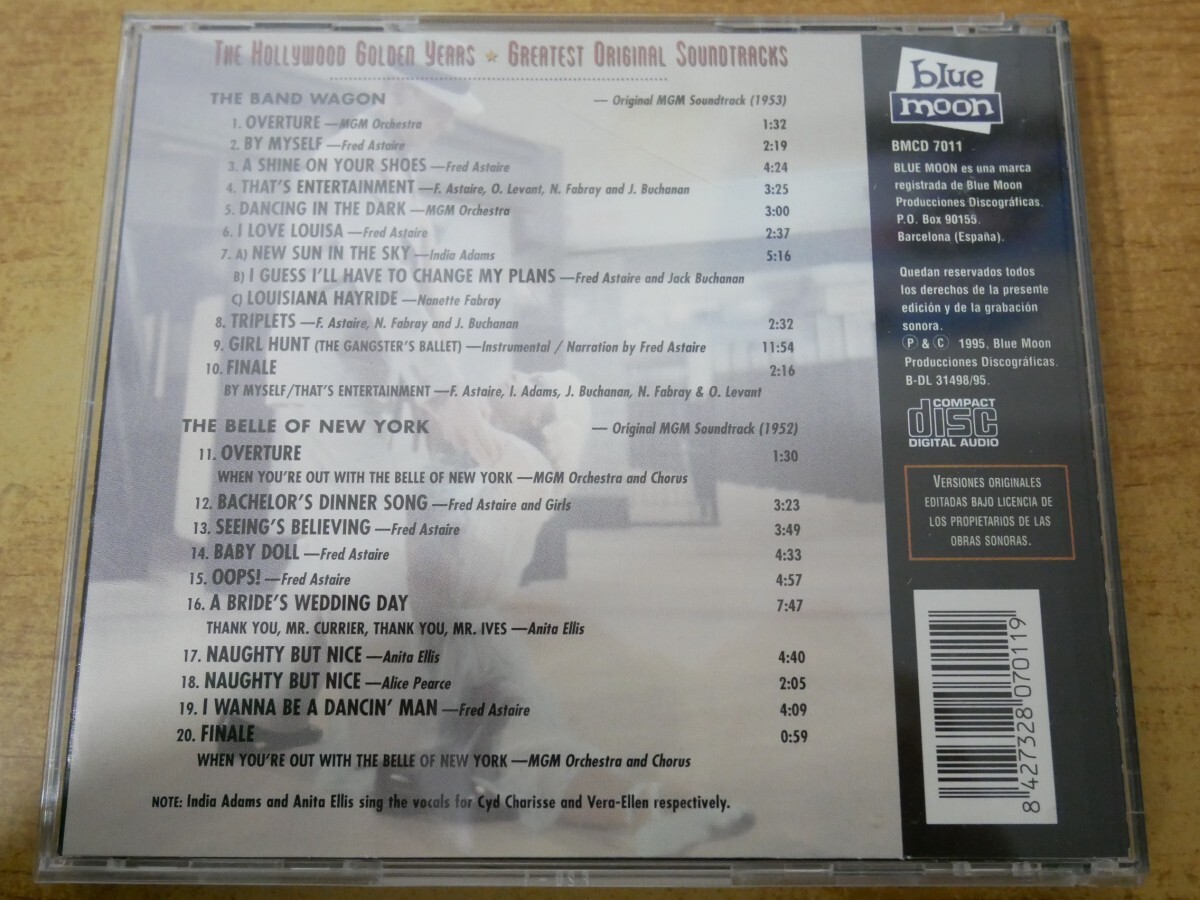 THE HOLLYWOOD GOLDEN YEARS ★ GREATEST ORIGINAL SOUNDTRACKS
THE BAND WAGON — Original MGM Soundtrack (1953)
1. OVERTURE —MGM Orchestra 1:32
2. BY MYSELF —Fred Astaire 2:19
3. A SHINE ON YOUR SHOES —Fred Astaire 4:24
4. THAT'S ENTERTAINMENT —F. Astaire, O. Levant, N. Fabray and J. Buchanan 3:25
5. DANCING IN THE DARK —MGM Orchestra 3:00
6. I LOVE LOUISA —Fred Astaire 2:37
7. A) NEW SUN IN THE SKY —India Adams 5:16
B) I GUESS I'LL HAVE TO CHANGE MY PLANS —Fred Astaire and Jack Buchanan
C) LOUISIANA HAYRIDE —Nanette Fabray
8. TRIPLETS —F. Astaire, N. Fabray and J. Buchanan 2:32
9. GIRL HUNT (THE GANGSTER'S BALLET) —Instrumental / Narration by Fred Astaire 11:54
10. FINALE 2:16
BY MYSELF/THAT'S ENTERTAINMENT —F. Astaire, I. Adams, J. Buchanan, N. Fabray & O. Levant
THE BELLE OF NEW YORK — Original MGM Soundtrack (1952)
11. OVERTURE 1:30
WHEN YOU'RE OUT WITH THE BELLE OF NEW YORK —MGM Orchestra and Chorus
12. BACHELOR'S DINNER SONG —Fred Astaire and Girls 3:23
13. SEEING'S BELIEVING —Fred Astaire 3:49
14. BABY DOLL —Fred Astaire 4:33
15. OOPS! —Fred Astaire 4:57
16. A BRIDE'S WEDDING DAY 7:47
THANK YOU, MR. CURRIER, THANK YOU, MR. IVES —Anita Ellis
17. NAUGHTY BUT NICE —Anita Ellis 4:40
18. NAUGHTY BUT NICE —Alice Pearce 2:05
19. I WANNA BE A DANCIN' MAN —Fred Astaire 4:09
20. FINALE 0:59
WHEN YOU'RE OUT WITH THE BELLE OF NEW YORK —MGM Orchestra and Chorus
NOTE: India Adams and Anita Ellis sing the vocals for Cyd Charisse and Vera-Ellen respectively.
blue
moon
BMCD 7011
BLUE MOON es una marca
registrada de Blue Moon
Producciones Discográficas.
P.O. Box 90155.
Barcelona (España).
Quedan reservados todos
los derechos de la presente
edición y de la grabación
sonora.
Ⓟ & © 1995, Blue Moon
Producciones Discográficas.
B-DL 31498/95.
COMPACT
disc
DIGITAL AUDIO
VERSIONES ORIGINALES
EDITADAS BAJO LICENCIA DE
LOS PROPIETARIOS DE LAS
OBRAS SONORAS.
8 427328 070119